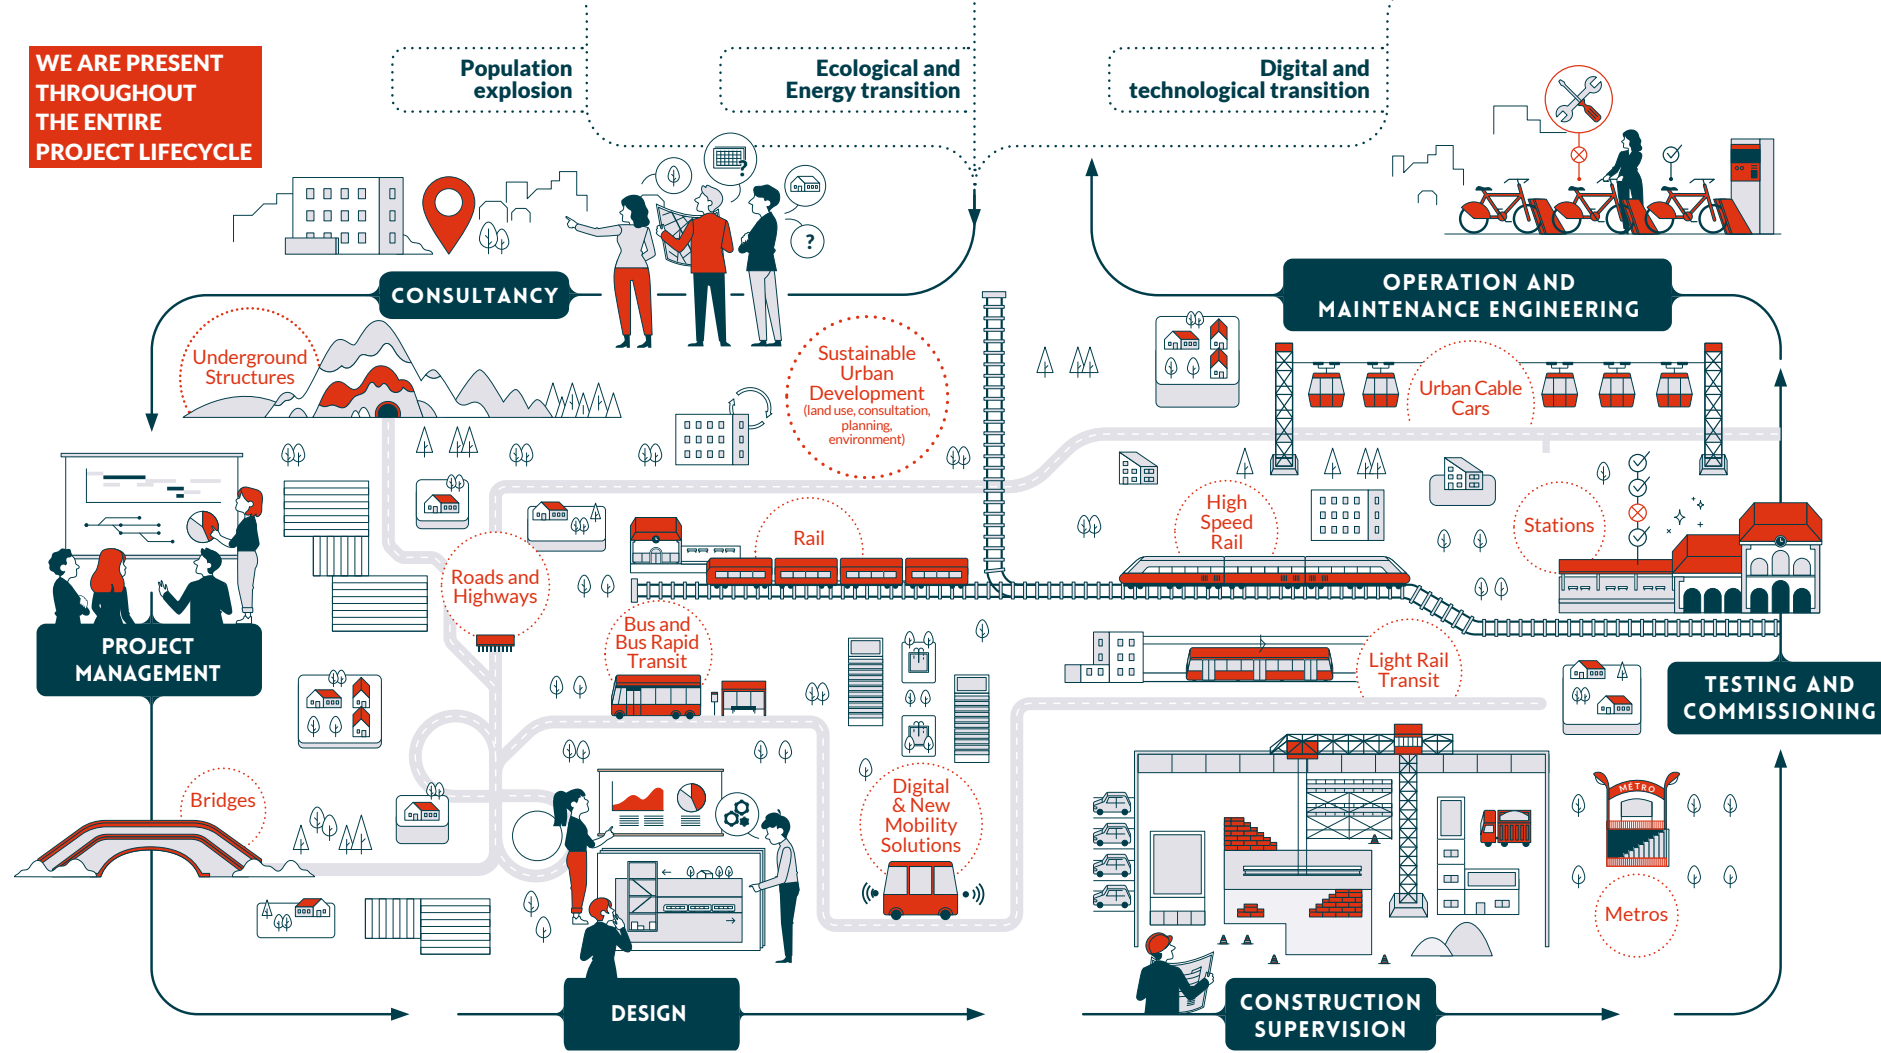 WE ARE PRESENT
THROUGHOUT
THE ENTIRE
PROJECT LIFECYCLE
Population
explosion
Ecological and
Energy transition
Digital and
technological transition
?
?
CONSULTANCY
OPERATION AND
MAINTENANCE ENGINEERING
Underground
Structures
Sustainable
Urban
Development
(land use, consultation,
planning,
environment)
Urban Cable
Cars
Rail
High
Speed
Rail
Stations
Roads and
Highways
Bus and
Bus Rapid
Transit
Light Rail
Transit
PROJECT
MANAGEMENT
TESTING AND
COMMISSIONING
Bridges
Digital
& New
Mobility
Solutions
MÉTRO
Metros
DESIGN
CONSTRUCTION
SUPERVISION